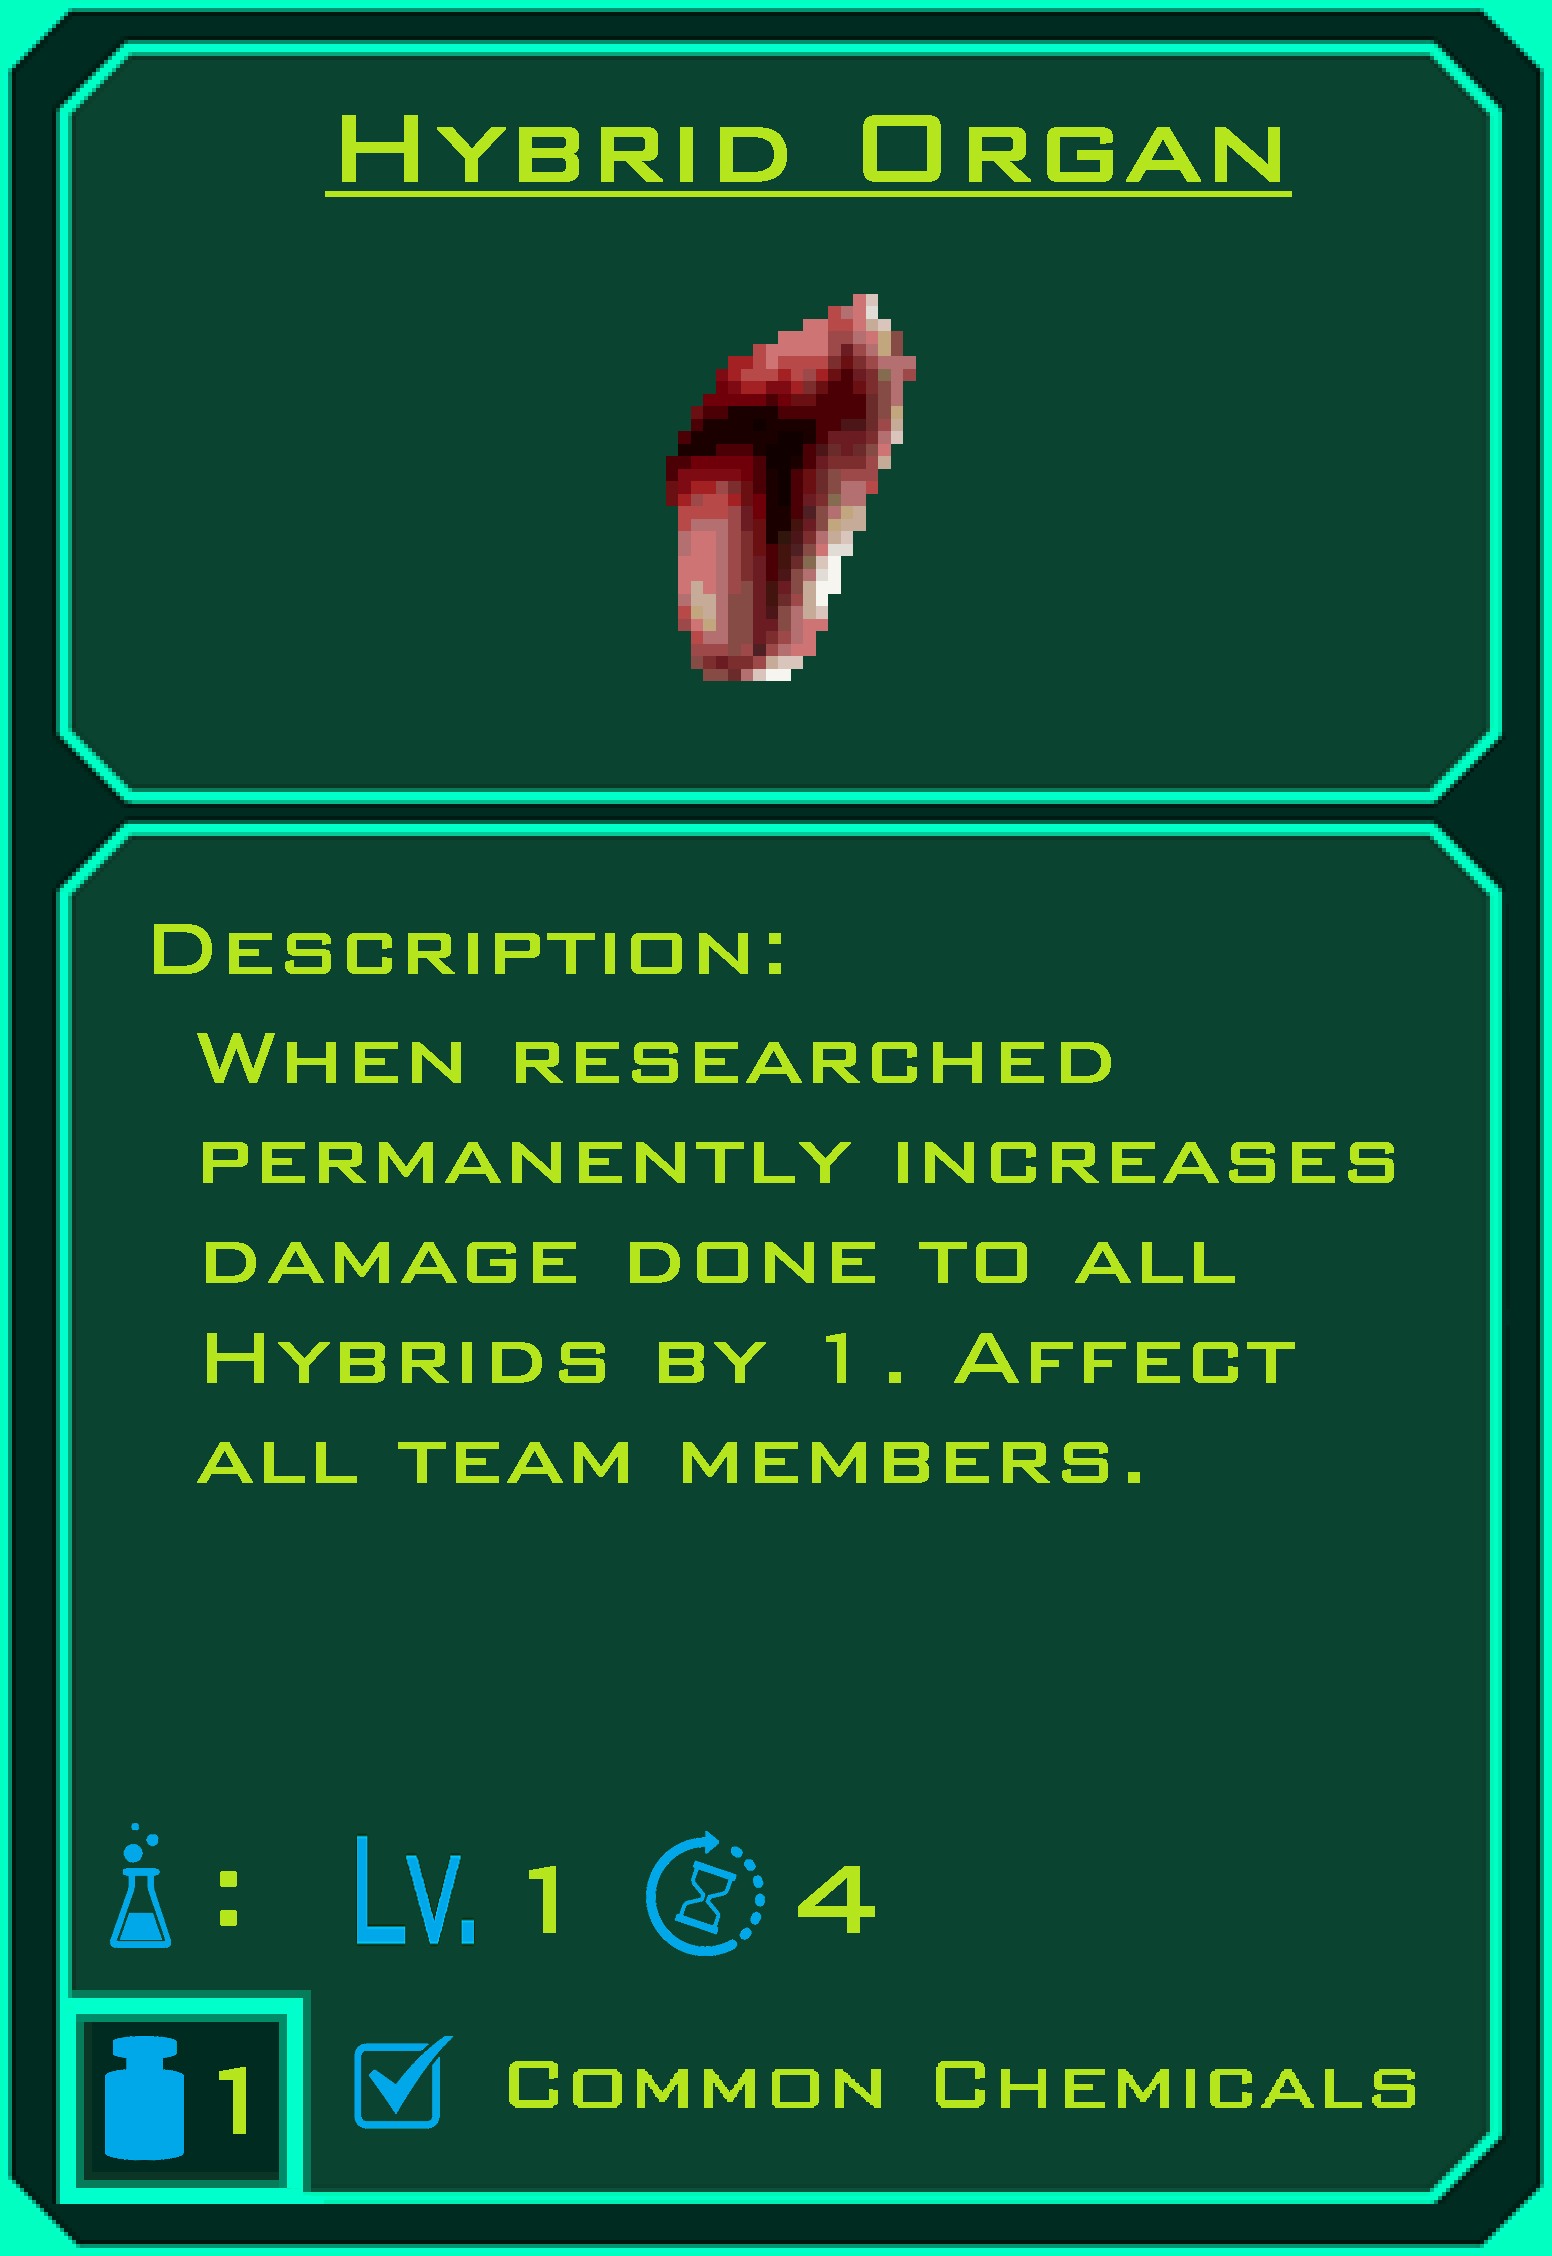 Hybrid Organ
Description:
When researched
permanently increases
damage done to all
Hybrids by 1. Affect
all team members.
: Lv. 1 4
1 Common Chemicals